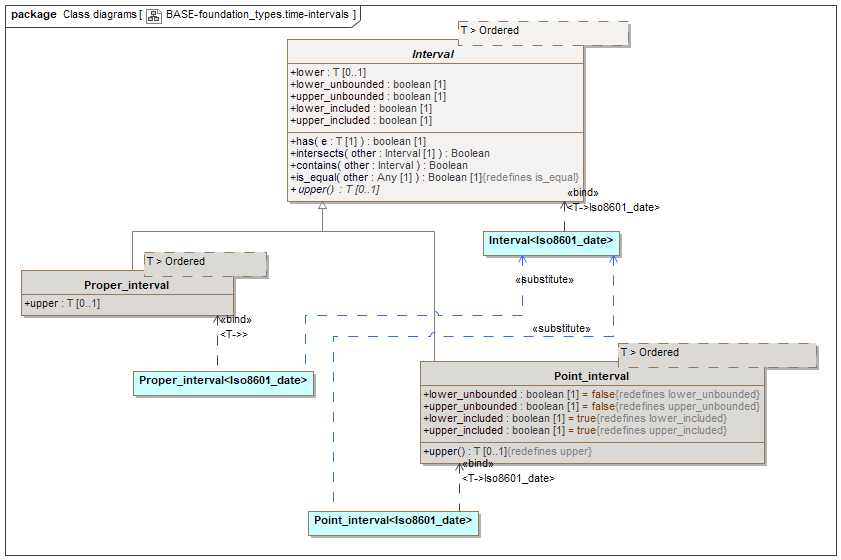 package Class diagrams [ BASE-foundation_types.time-intervals ]
T > Ordered
Interval
+lower : T [0..1]
+lower_unbounded : boolean [1]
+upper_unbounded : boolean [1]
+lower_included : boolean [1]
+upper_included : boolean [1]
+has( e : T [1] ) : boolean [1]
+intersects( other : Interval [1] ) : Boolean
+contains( other : Interval ) : Boolean
+is_equal( other : Any [1] ) : Boolean [1]{redefines is_equal}
+upper() : T [0..1]
«bind»
<T->Iso8601_date>
Interval<Iso8601_date>
T > Ordered
Proper_interval
+upper : T [0..1]
«substitute»
«bind»
<T->>
«substitute»
T > Ordered
Proper_interval<Iso8601_date>
Point_interval
+lower_unbounded : boolean [1] = false{redefines lower_unbounded}
+upper_unbounded : boolean [1] = false{redefines upper_unbounded}
+lower_included : boolean [1] = true{redefines lower_included}
+upper_included : boolean [1] = true{redefines upper_included}
+upper() : T [0..1]{redefines upper}
«bind»
<T->Iso8601_date>
Point_interval<Iso8601_date>